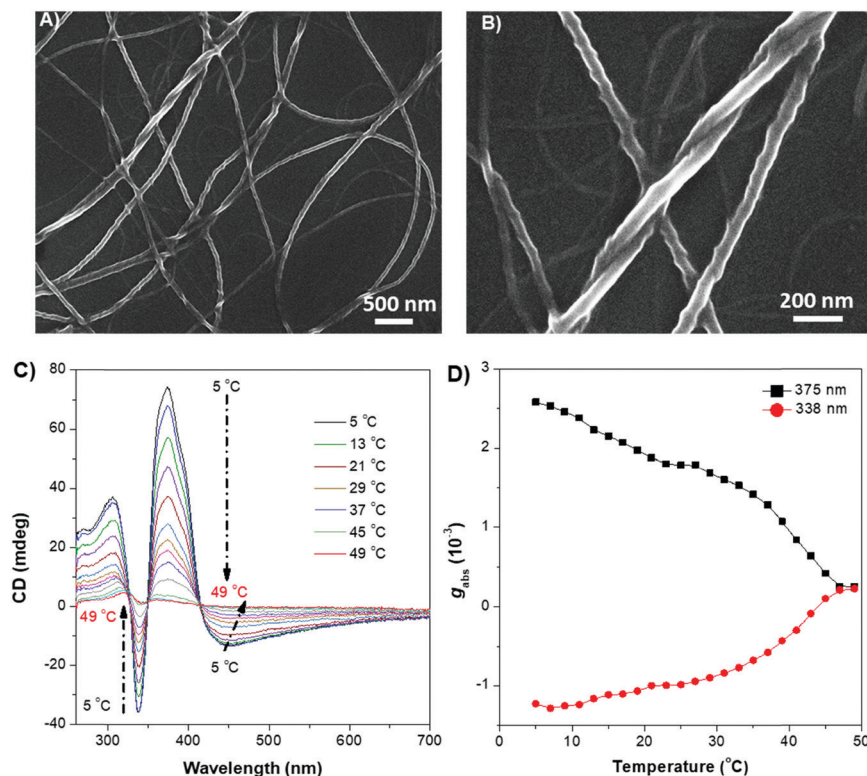 A)
500 nm
B)
200 nm
C)
80
60
40
20
0
-20
-40
CD (mdeg)
300
400
500
600
700
Wavelength (nm)
5 °C
49 °C
49 °C
5 °C
5 °C
5 °C
13 °C
21 °C
29 °C
37 °C
45 °C
49 °C
D)
3
2
1
0
-1
gabs (10-3)
0
10
20
30
40
50
Temperature (°C)
375 nm
338 nm